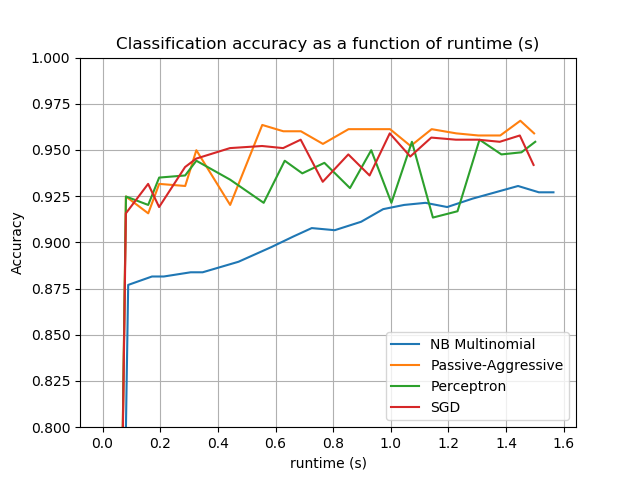 Classification accuracy as a function of runtime (s)
1.000
0.975
0.950
0.925
0.900
0.875
0.850
0.825
0.800
Accuracy
NB Multinomial
Passive-Aggressive
Perceptron
SGD
0.0 0.2 0.4 0.6 0.8 1.0 1.2 1.4 1.6
runtime (s)